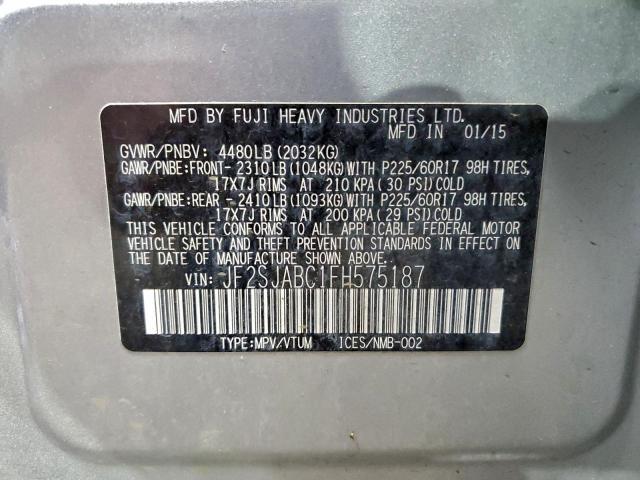 MFD BY FUJI HEAVY INDUSTRIES LTD.
MFD IN 01/15
GVWR/PNBV: 4480LB (2032KG)
GAWR/PNBE:FRONT- 2310LB (1048KG) WITH P225/60R17 98H TIRES,
17X7J RIMS AT 210 KPA (30 PSI) COLD
GAWR/PNBE:REAR - 2410LB (1093KG) WITH P225/60R17 98H TIRES,
17X7J RIMS AT 200 KPA (29 PSI) COLD
THIS VEHICLE CONFORMS TO ALL APPLICABLE FEDERAL MOTOR
VEHICLE SAFETY AND THEFT PREVENTION STANDARDS IN EFFECT ON
THE DATE OF MANUFACTURE SHOWN ABOVE.
VIN: JF2SJABC1FH575187
TYPE:MPV/VTUM ICES/NMB-002